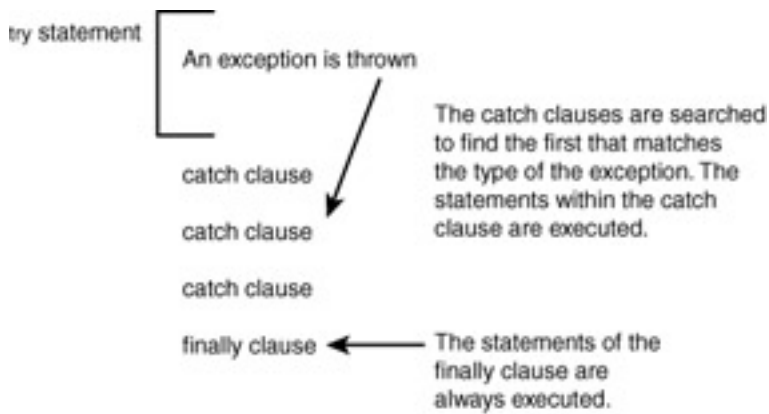 try statement
An exception is thrown
The catch clauses are searched
to find the first that matches
the type of the exception. The
statements within the catch
clause are executed.
catch clause
catch clause
catch clause
finally clause
The statements of the
finally clause are
always executed.